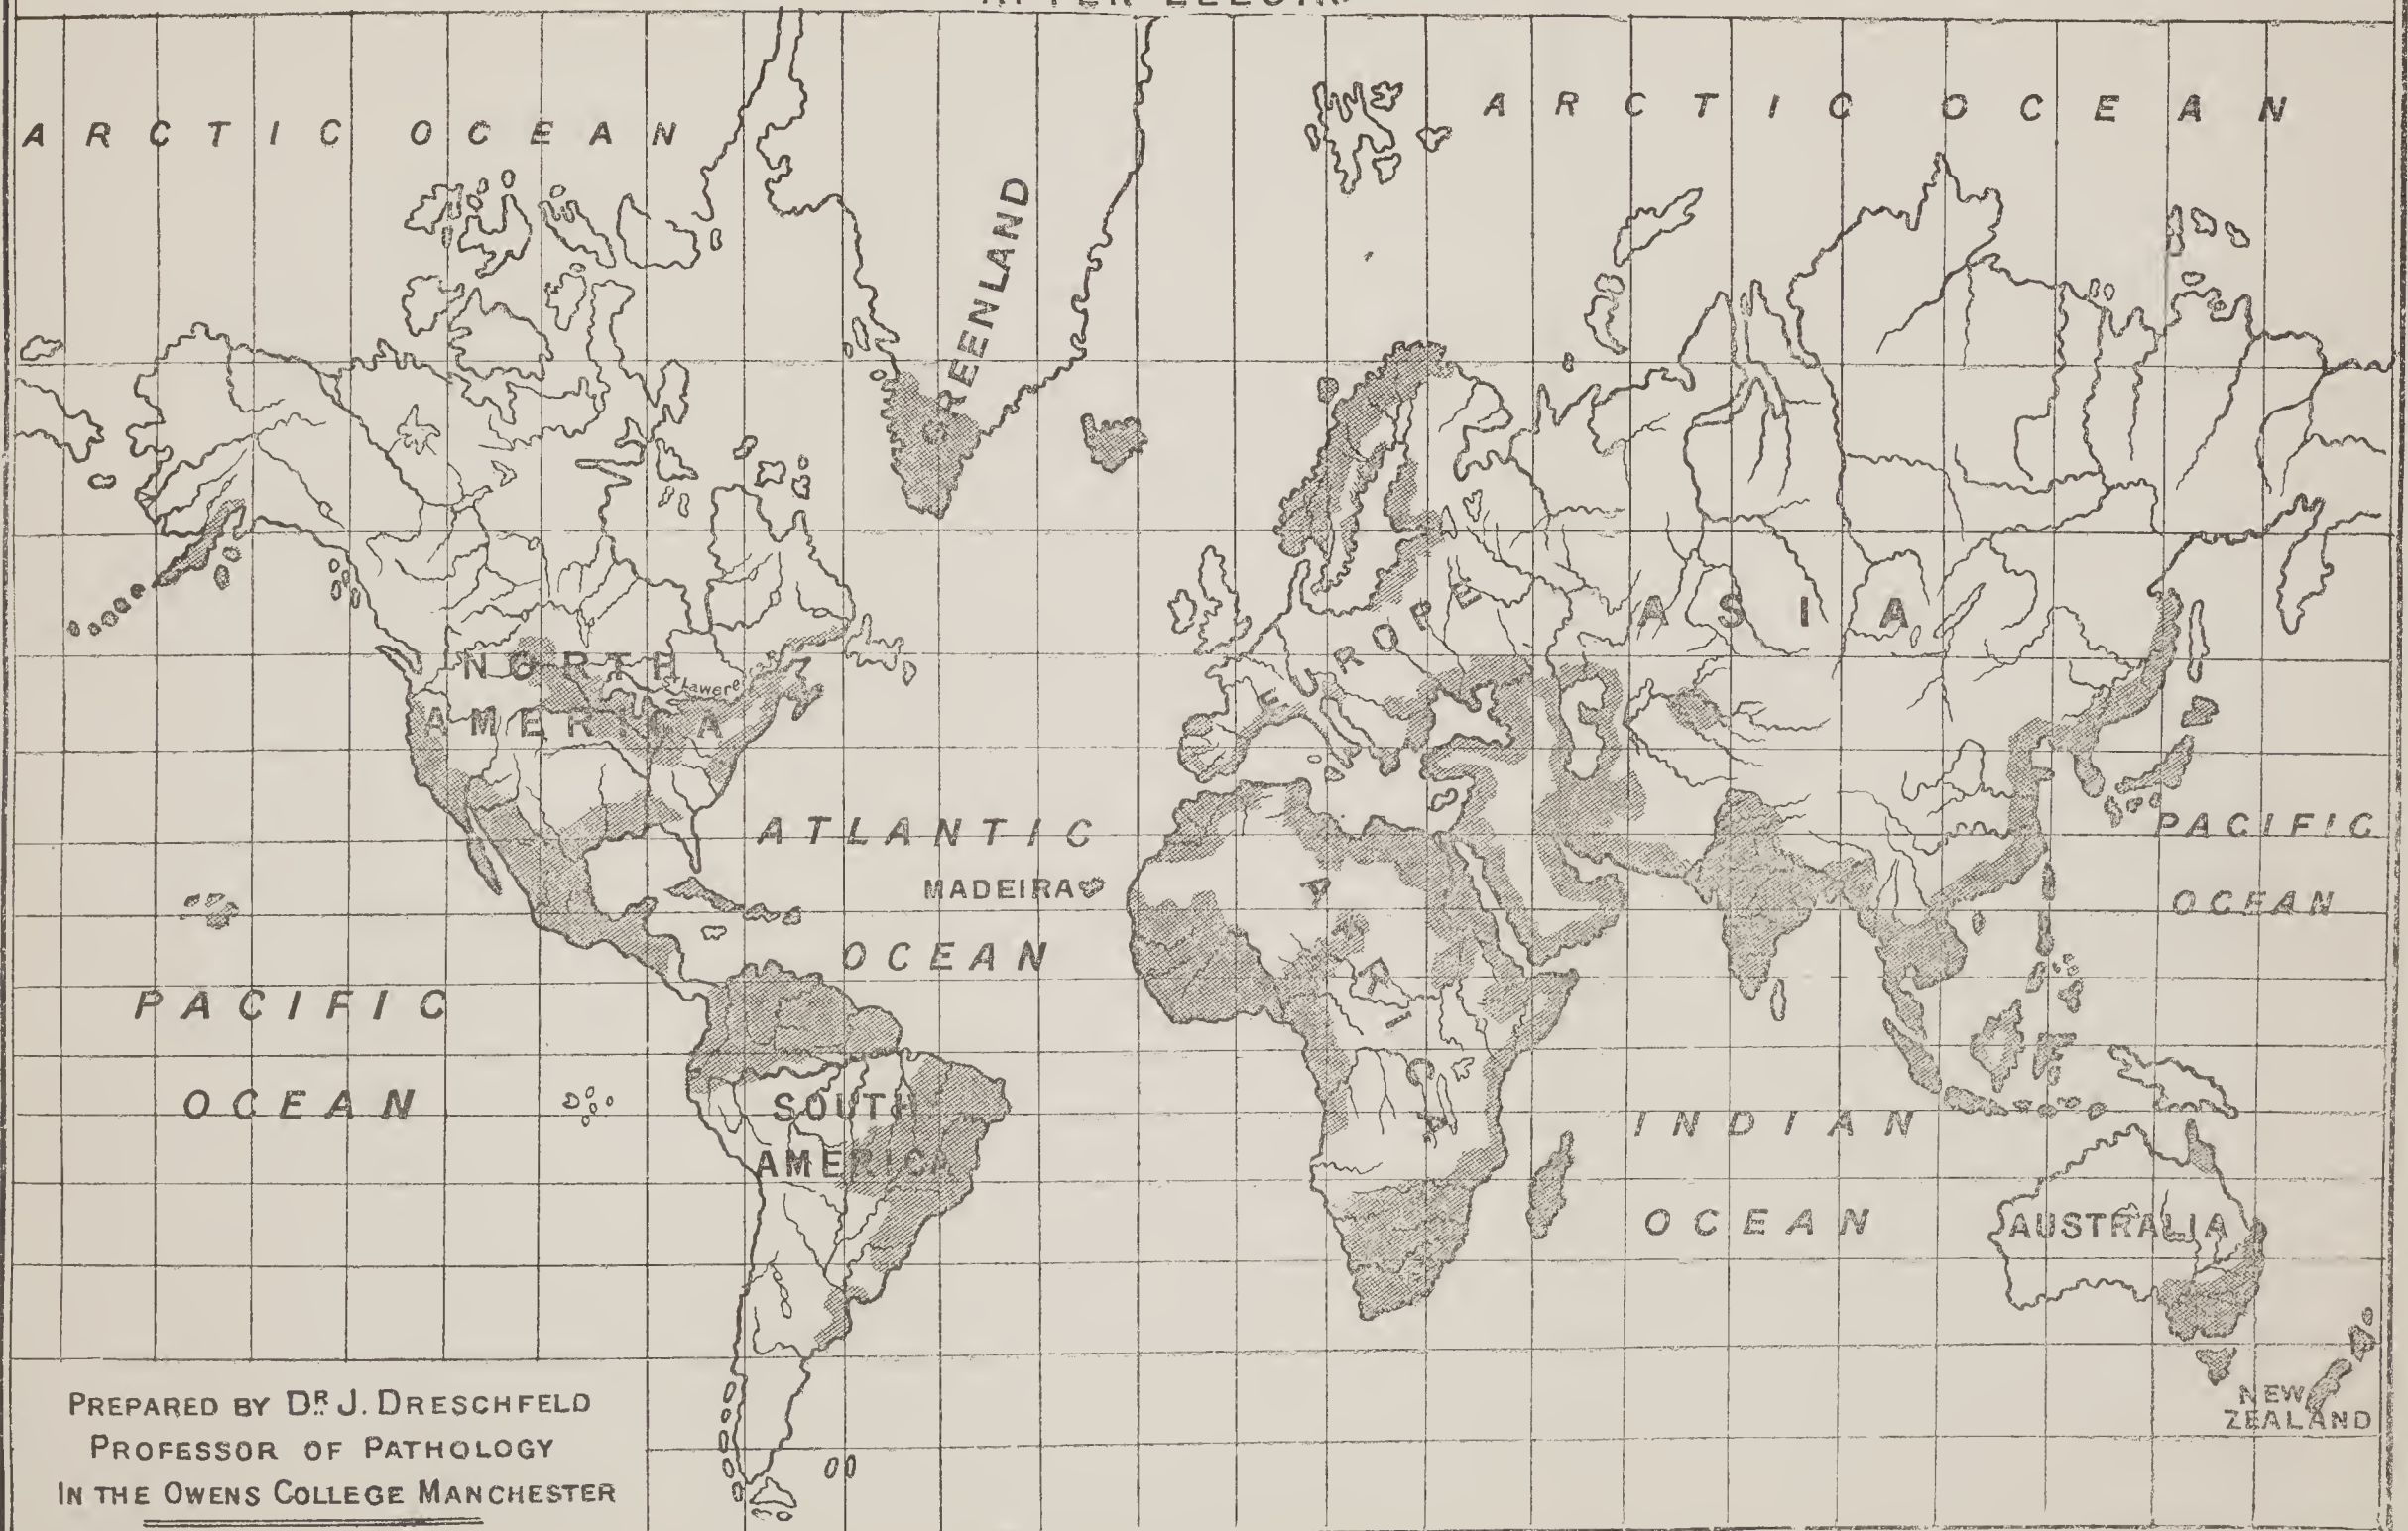 ARCTIC OCEAN
ARCTIC OCEAN
GREENLAND
EUROPE
ASIA
NORTH
AMERICA
ATLANTIC
MADEIRA
OCEAN
AFRICA
PACIFIC
OCEAN
PACIFIC
OCEAN
SOUTH
AMERICA
INDIAN
OCEAN
AUSTRALIA
NEW
ZEALAND
PREPARED BY DR. J. DRESCHFELD
PROFESSOR OF PATHOLOGY
IN THE OWENS COLLEGE MANCHESTER